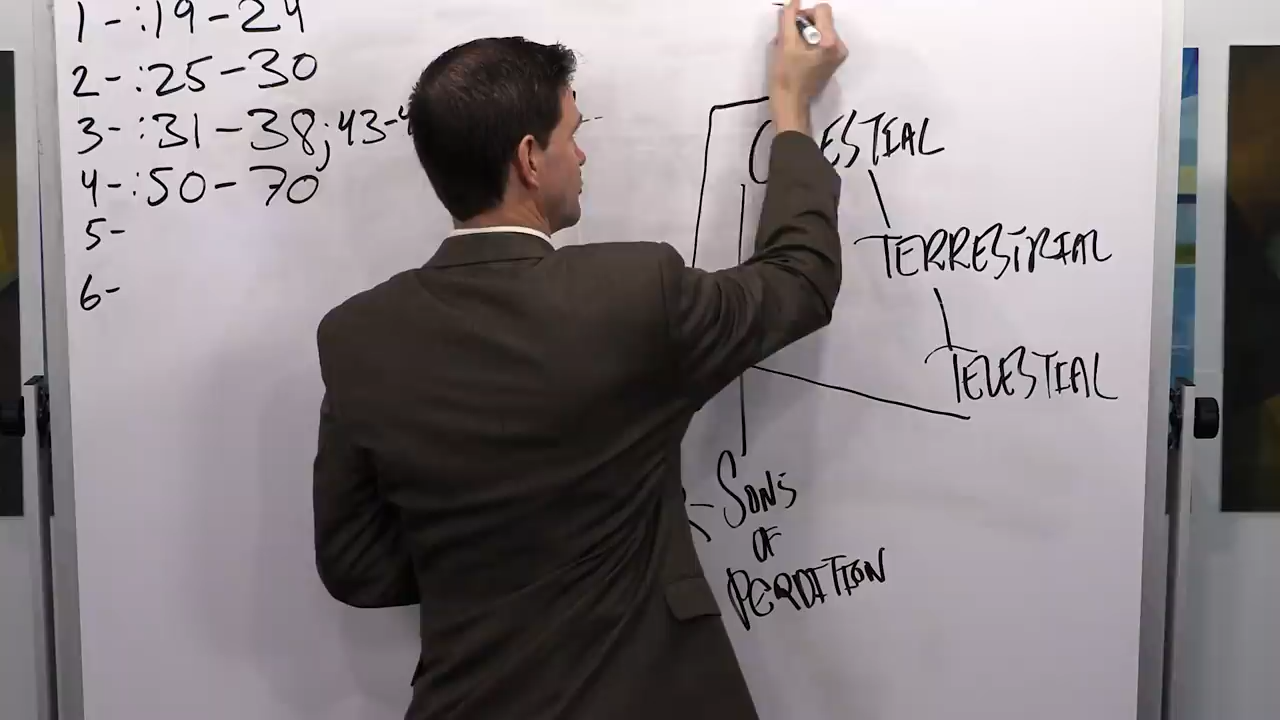 1-:19-24
2-:25-30
3-:31-38;43-4
4-:50-70
5-
6-
ESTIAL
TERRESTRIAL
TELESTIAL
SONS
OF
PERDITION